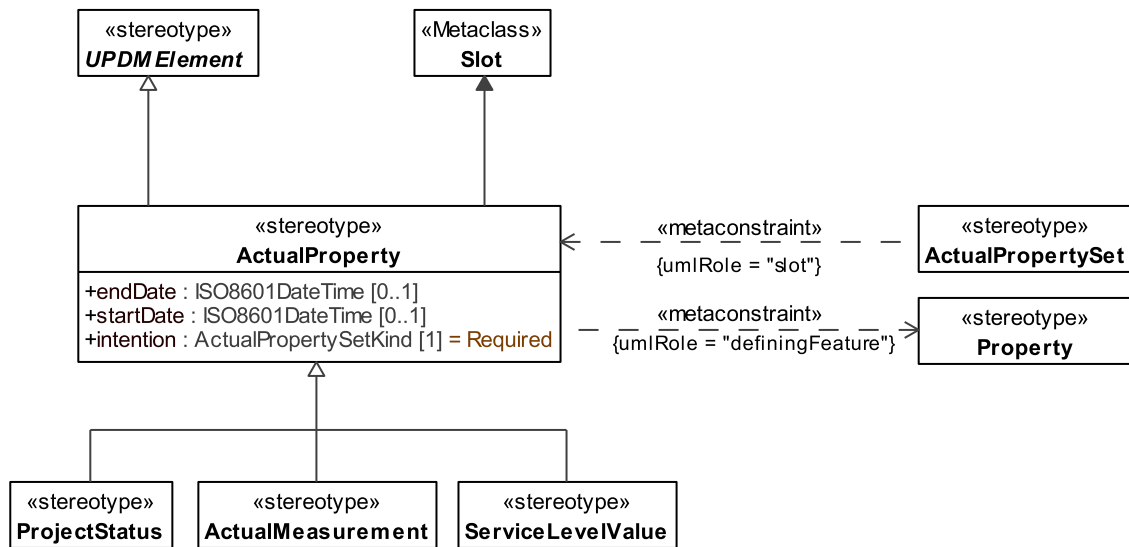 «stereotype»
UPDMElement
«Metaclass»
Slot
«stereotype»
ActualProperty
+endDate : ISO8601DateTime [0..1]
+startDate : ISO8601DateTime [0..1]
+intention : ActualPropertySetKind [1] = Required
«metaconstraint»
{umlRole = "slot"}
«stereotype»
ActualPropertySet
«metaconstraint»
{umlRole = "definingFeature"}
«stereotype»
Property
«stereotype»
ProjectStatus
«stereotype»
ActualMeasurement
«stereotype»
ServiceLevelValue